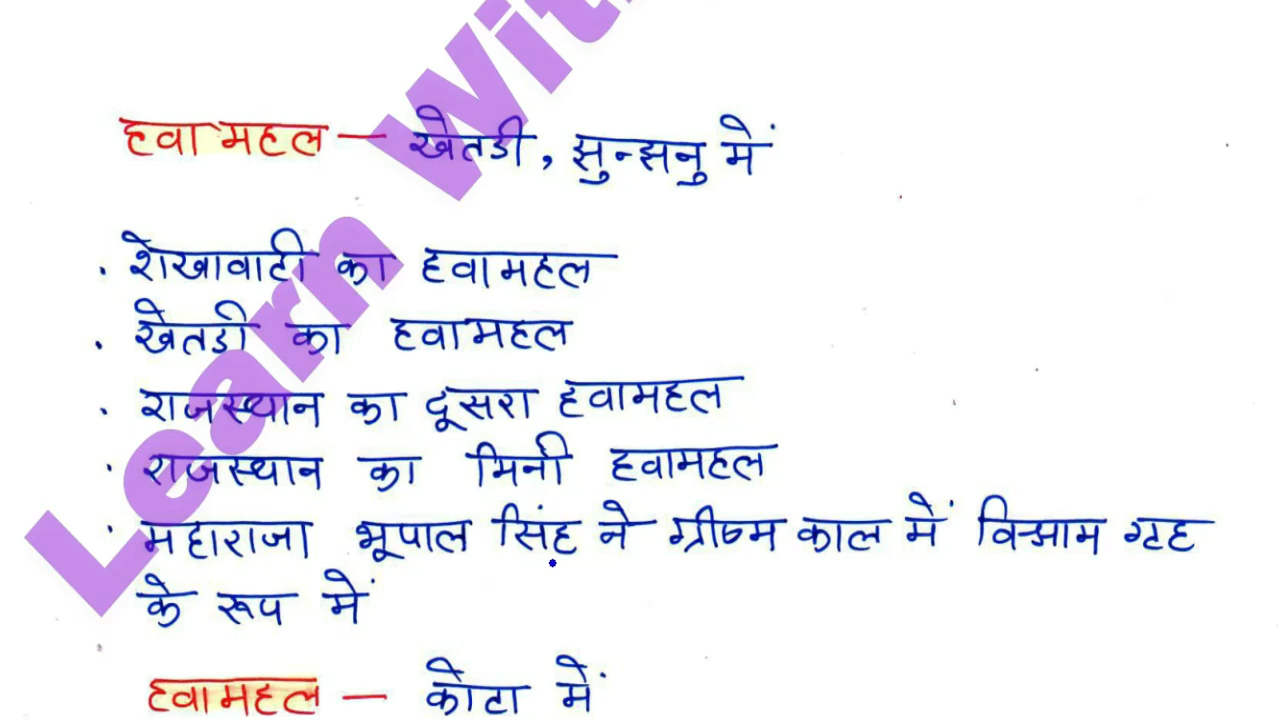 Learn With
हवामहल — खेतडी, झुन्झनु में
. शेखावाटी का हवामहल
. खेतडी का हवामहल
. राजस्थान का दूसरा हवामहल
. राजस्थान का मिनी हवामहल
. महाराजा भूपाल सिंह ने ग्रीष्म काल में विश्राम गृह
के रूप में
हवामहल — कोटा में